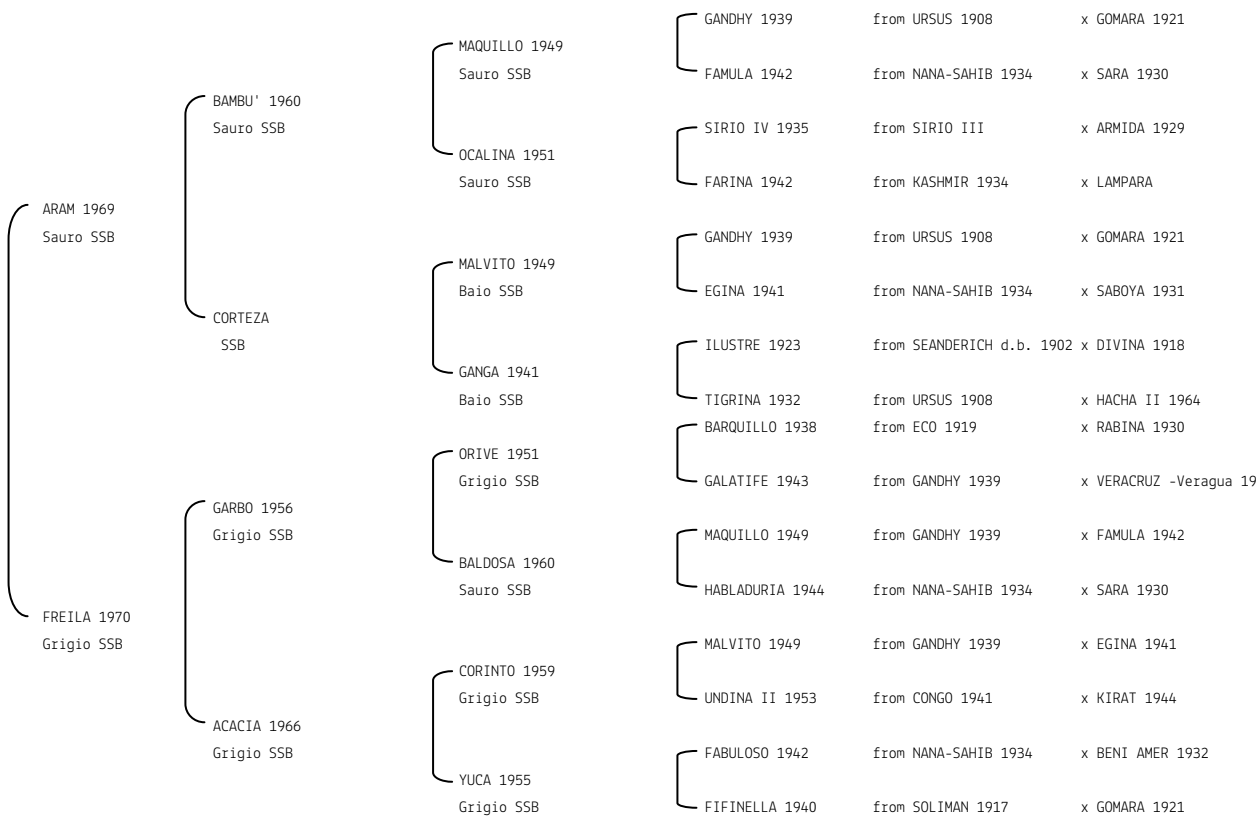 GANDHY 1939 from URSUS 1908 x GOMARA 1921
MAQUILLO 1949
Sauro SSB FAMULA 1942 from NANA-SAHIB 1934 x SARA 1930
BAMBU' 1960
Sauro SSB SIRIO IV 1935 from SIRIO III x ARMIDA 1929
OCALINA 1951
Sauro SSB FARINA 1942 from KASHMIR 1934 x LAMPARA
ARAM 1969
Sauro SSB GANDHY 1939 from URSUS 1908 x GOMARA 1921
MALVITO 1949
Baio SSB EGINA 1941 from NANA-SAHIB 1934 x SABOYA 1931
CORTEZA
SSB ILUSTRE 1923 from SEANDERICH d.b. 1902 x DIVINA 1918
GANGA 1941
Baio SSB TIGRINA 1932 from URSUS 1908 x HACHA II 1964
BARQUILLO 1938 from ECO 1919 x RABINA 1930
ORIVE 1951
Grigio SSB GALATIFE 1943 from GANDHY 1939 x VERACRUZ -Veragua 19
GARBO 1956
Grigio SSB MAQUILLO 1949 from GANDHY 1939 x FAMULA 1942
BALDOSA 1960
Sauro SSB HABLADURIA 1944 from NANA-SAHIB 1934 x SARA 1930
FREILA 1970
Grigio SSB MALVITO 1949 from GANDHY 1939 x EGINA 1941
CORINTO 1959
Grigio SSB UNDINA II 1953 from CONGO 1941 x KIRAT 1944
ACACIA 1966
Grigio SSB FABULOSO 1942 from NANA-SAHIB 1934 x BENI AMER 1932
YUCA 1955
Grigio SSB FIFINELLA 1940 from SOLIMAN 1917 x GOMARA 1921